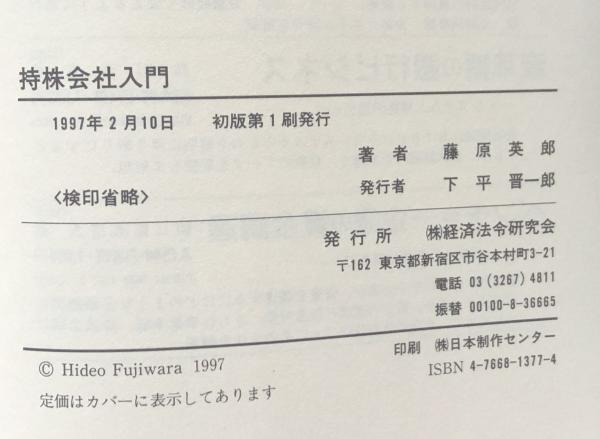 持株会社入門
1997年2月10日 初版第1刷発行
著者 藤原英郎
〈検印省略〉 発行者 下平晋一郎
発行所 ㈱経済法令研究会
〒162 東京都新宿区市谷本村町3-21
電話 03(3267)4811
振替 00100-8-36665
印刷 ㈱日本制作センター
© Hideo Fujiwara 1997 ISBN 4-7668-1377-4
定価はカバーに表示してあります